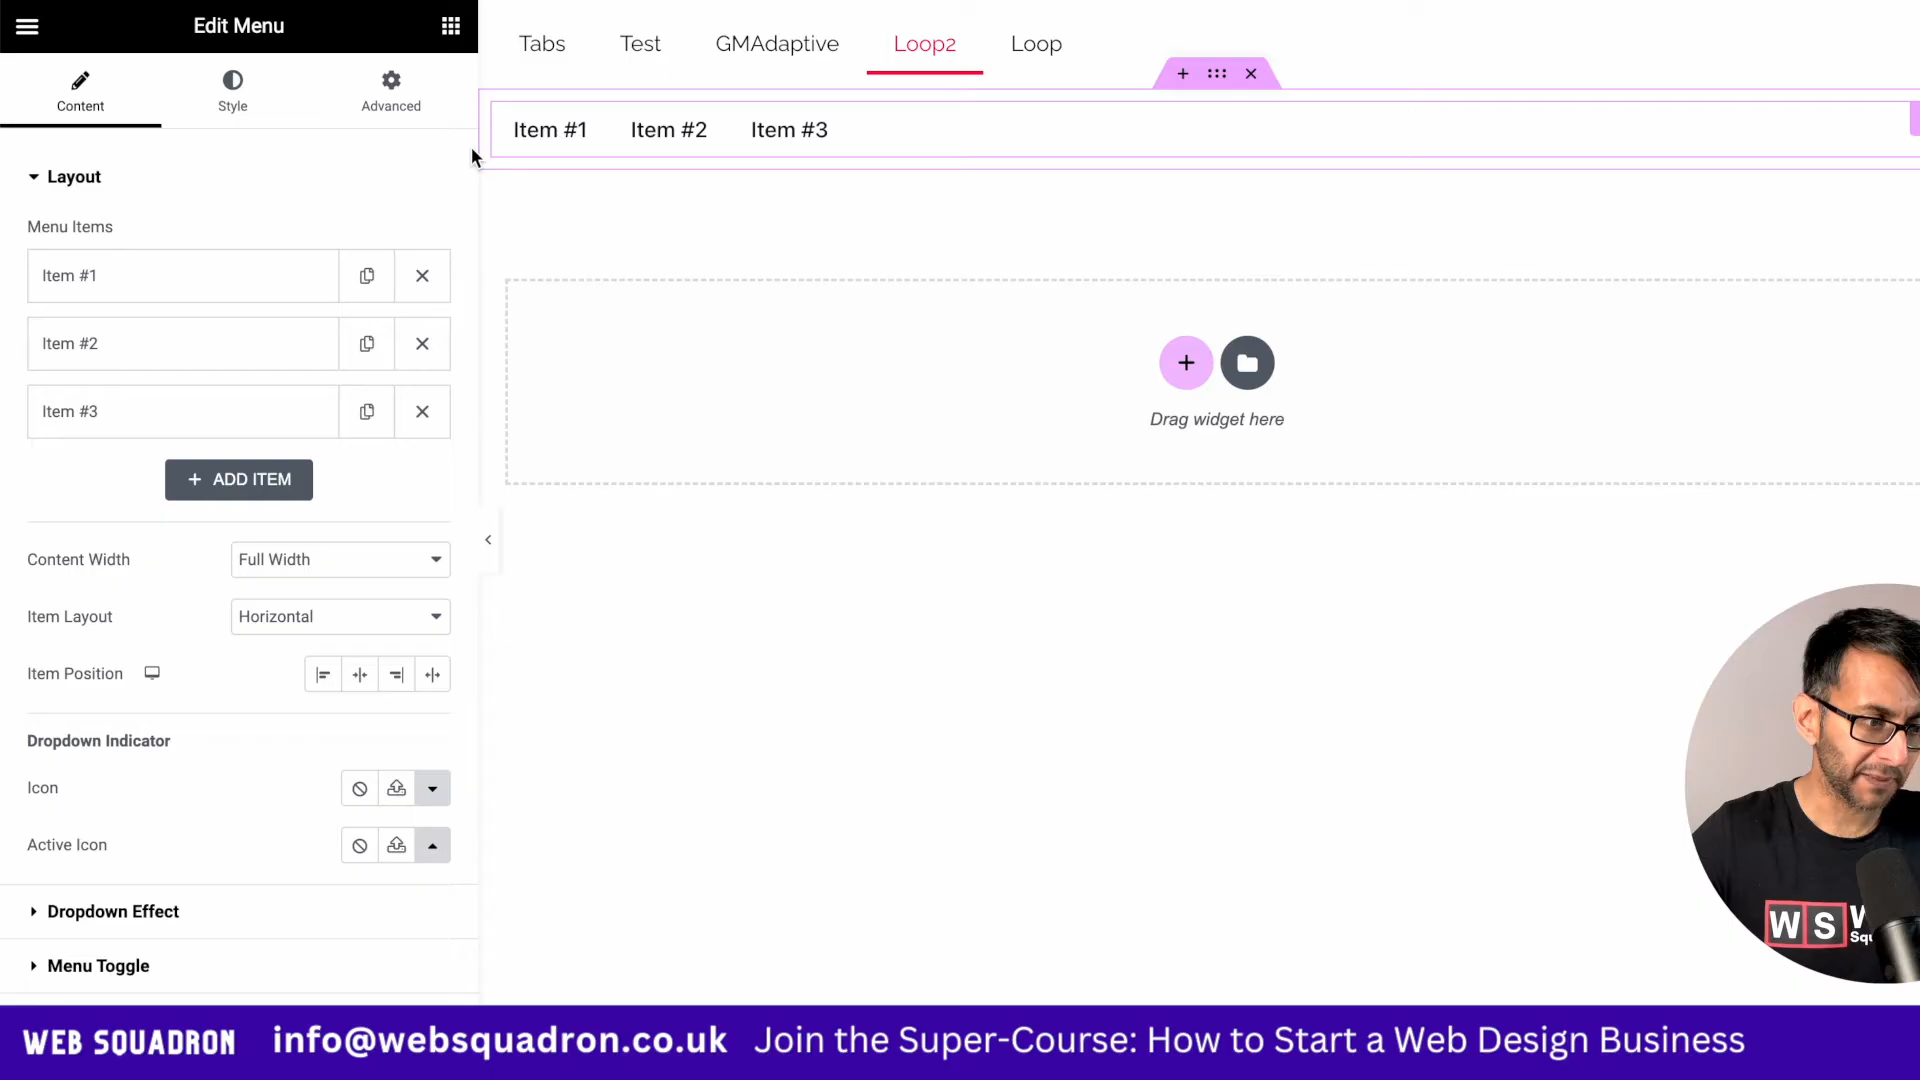 Edit Menu
Content
Style
Advanced
Layout
Menu Items
Item #1
Item #2
Item #3
ADD ITEM
Content Width
Full Width
Item Layout
Horizontal
Item Position
Dropdown Indicator
Icon
Active Icon
Dropdown Effect
Menu Toggle
Tabs
Test
GMAdaptive
Loop2
Loop
Item #1
Item #2
Item #3
Drag widget here
WS
WEB SQUADRON
info@websquadron.co.uk
Join the Super-Course: How to Start a Web Design Business